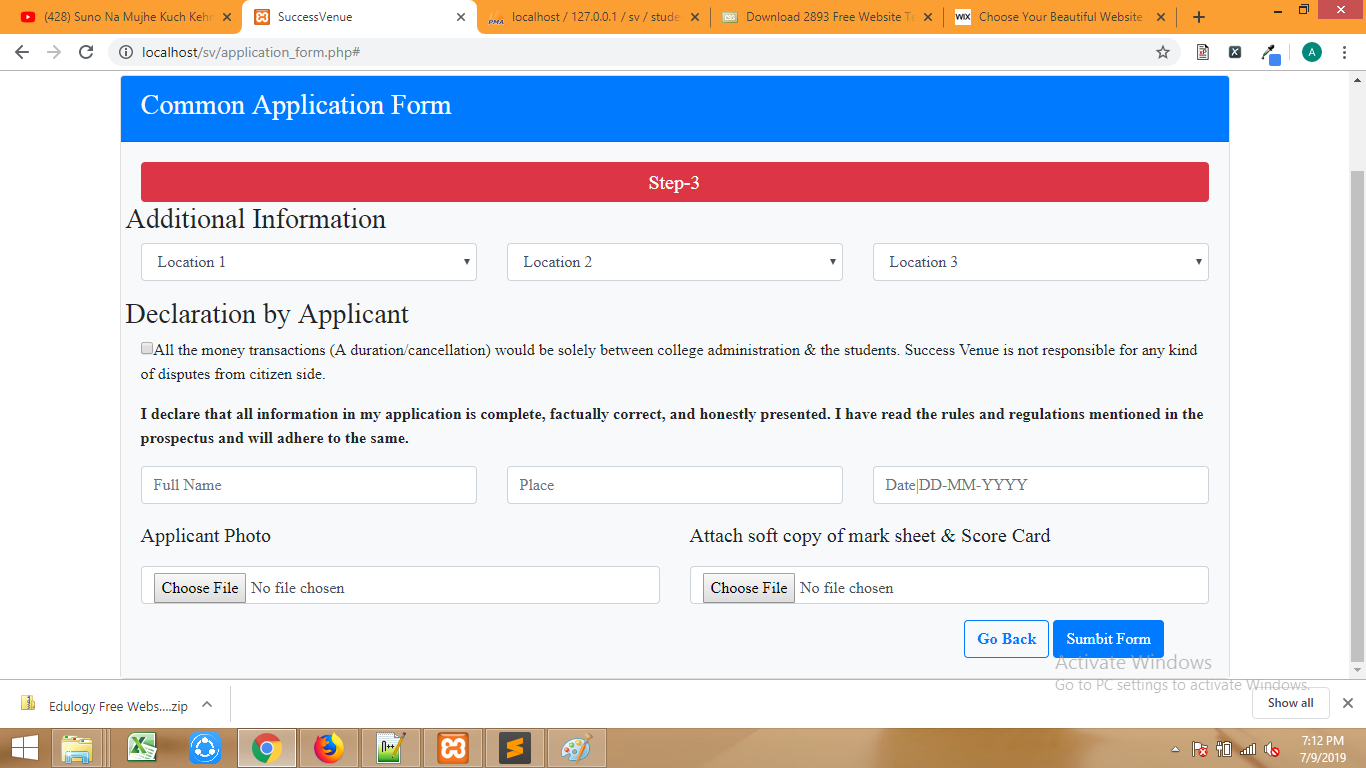 (428) Suno Na Mujhe Kuch Kehn
SuccessVenue
localhost / 127.0.0.1 / sv / stude
Download 2893 Free Website Te
WIX
Choose Your Beautiful Website
localhost/sv/application_form.php#
A
Common Application Form
Step-3
Additional Information
Location 1
Location 2
Location 3
Declaration by Applicant
All the money transactions (A duration/cancellation) would be solely between college administration & the students. Success Venue is not responsible for any kind
of disputes from citizen side.
I declare that all information in my application is complete, factually correct, and honestly presented. I have read the rules and regulations mentioned in the
prospectus and will adhere to the same.
Full Name
Place
Date|DD-MM-YYYY
Applicant Photo
Attach soft copy of mark sheet & Score Card
Choose File No file chosen
Choose File No file chosen
Go Back
Sumbit Form
Activate Windows
Go to PC settings to activate Windows.
Edulogy Free Webs....zip
Show all
7:12 PM
7/9/2019